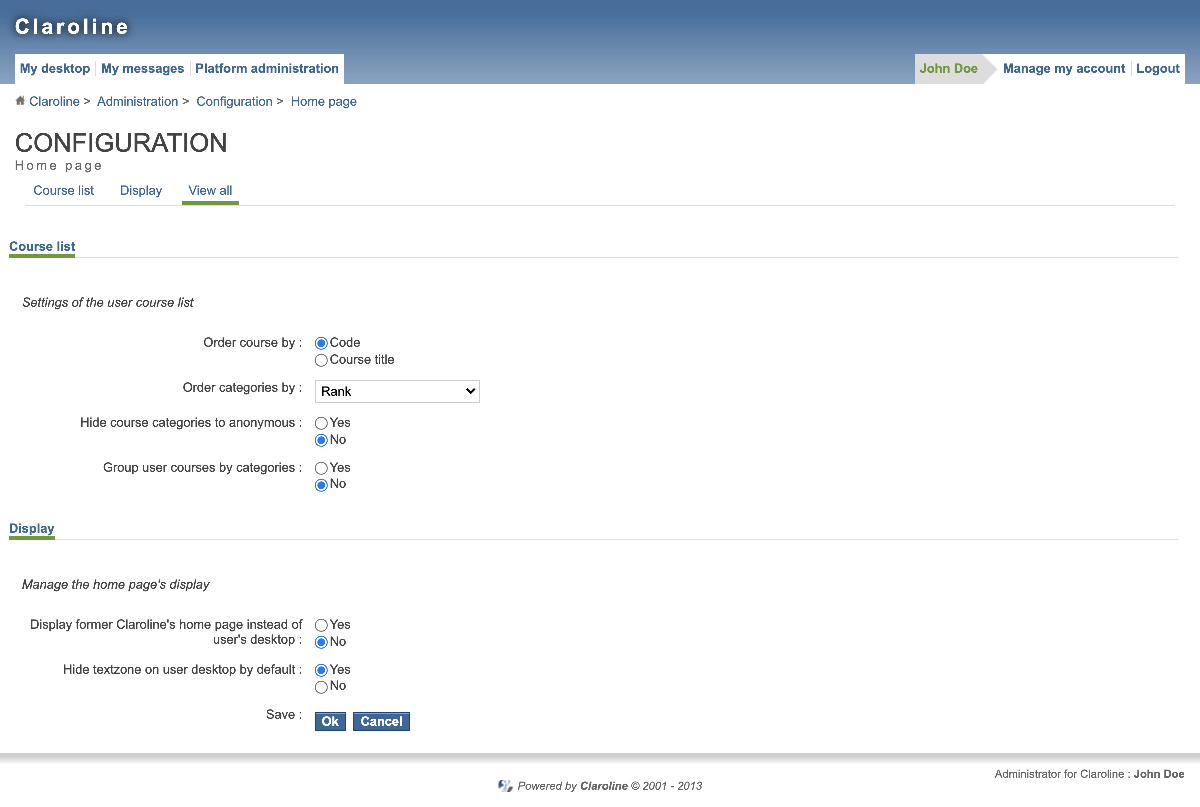 Claroline
My desktop My messages Platform administration
John Doe Manage my account Logout
Claroline > Administration > Configuration > Home page
CONFIGURATION
Home page
Course list Display View all
Course list
Settings of the user course list
Order course by : Code
Course title
Order categories by : Rank
Hide course categories to anonymous : Yes
No
Group user courses by categories : Yes
No
Display
Manage the home page's display
Display former Claroline's home page instead of Yes
user's desktop : No
Hide textzone on user desktop by default : Yes
No
Save : Ok Cancel
Administrator for Claroline : John Doe
Powered by Claroline © 2001 - 2013